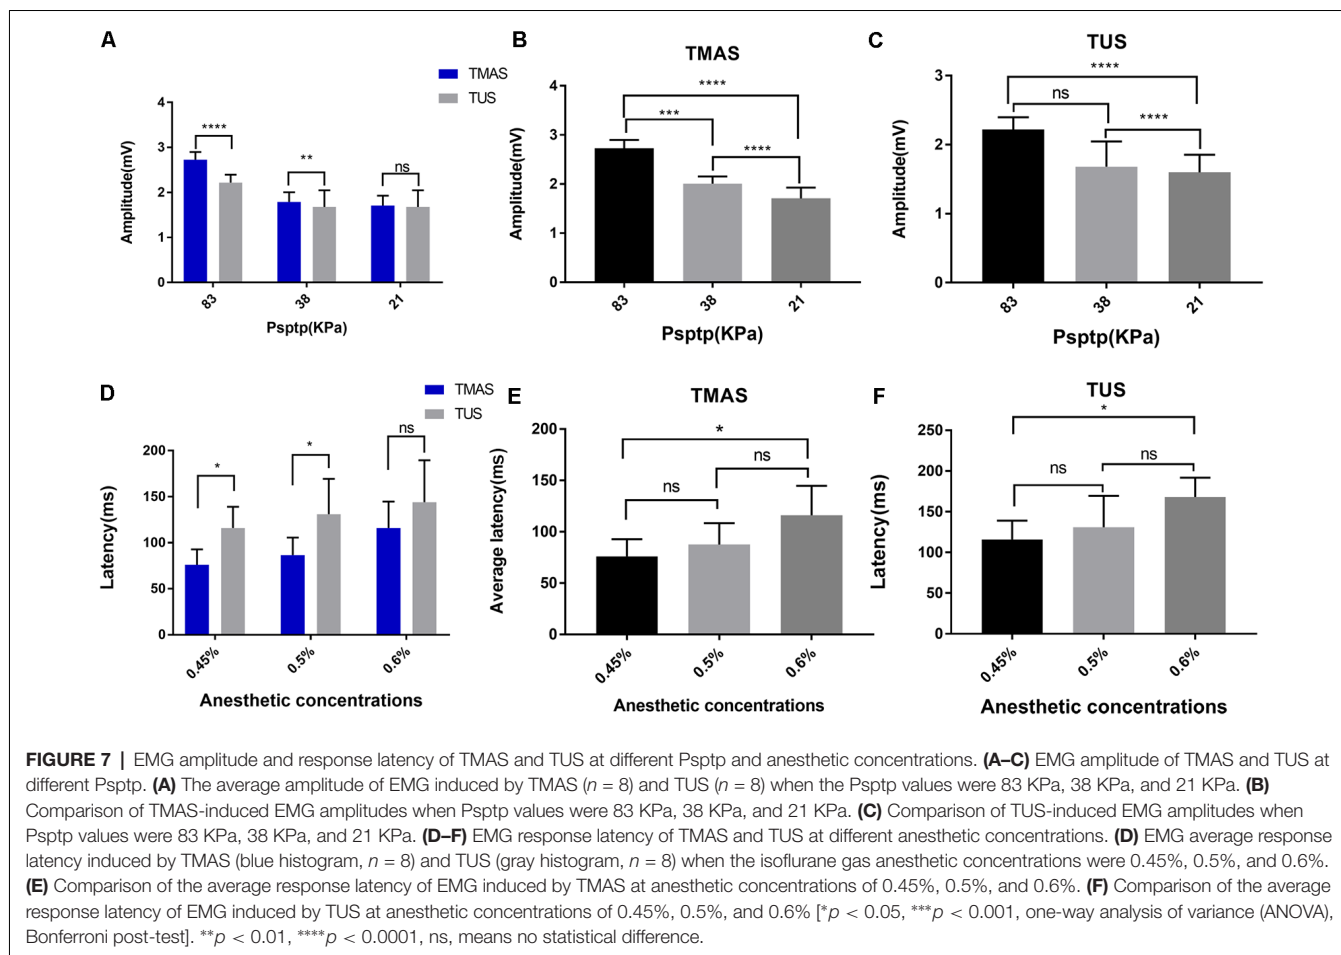 A
TMAS
TUS
4
3
2
1
0
Amplitude(mV)
****
**
ns
83
38
21
Psptp(KPa)
B
TMAS
4
3
2
1
0
Amplitude(mV)
****
***
****
83
38
21
Psptp(KPa)
C
TUS
3
2
1
0
Amplitude(mV)
****
ns
****
83
38
21
Psptp(KPa)
D
TMAS
TUS
200
150
100
50
0
Latency(ms)
*
*
ns
0.45%
0.5%
0.6%
Anesthetic concentrations
E
TMAS
200
150
100
50
0
Average latency(ms)
*
ns
ns
0.45%
0.5%
0.6%
Anesthetic concentrations
F
TUS
250
200
150
100
50
0
Latency(ms)
*
ns
ns
0.45%
0.5%
0.6%
Anesthetic concentrations
FIGURE 7 | EMG amplitude and response latency of TMAS and TUS at different Psptp and anesthetic concentrations. (A–C) EMG amplitude of TMAS and TUS at
different Psptp. (A) The average amplitude of EMG induced by TMAS (n = 8) and TUS (n = 8) when the Psptp values were 83 KPa, 38 KPa, and 21 KPa. (B)
Comparison of TMAS-induced EMG amplitudes when Psptp values were 83 KPa, 38 KPa, and 21 KPa. (C) Comparison of TUS-induced EMG amplitudes when
Psptp values were 83 KPa, 38 KPa, and 21 KPa. (D–F) EMG response latency of TMAS and TUS at different anesthetic concentrations. (D) EMG average response
latency induced by TMAS (blue histogram, n = 8) and TUS (gray histogram, n = 8) when the isoflurane gas anesthetic concentrations were 0.45%, 0.5%, and 0.6%.
(E) Comparison of the average response latency of EMG induced by TMAS at anesthetic concentrations of 0.45%, 0.5%, and 0.6%. (F) Comparison of the average
response latency of EMG induced by TUS at anesthetic concentrations of 0.45%, 0.5%, and 0.6% [*p < 0.05, ***p < 0.001, one-way analysis of variance (ANOVA),
Bonferroni post-test]. **p < 0.01, ****p < 0.0001, ns, means no statistical difference.